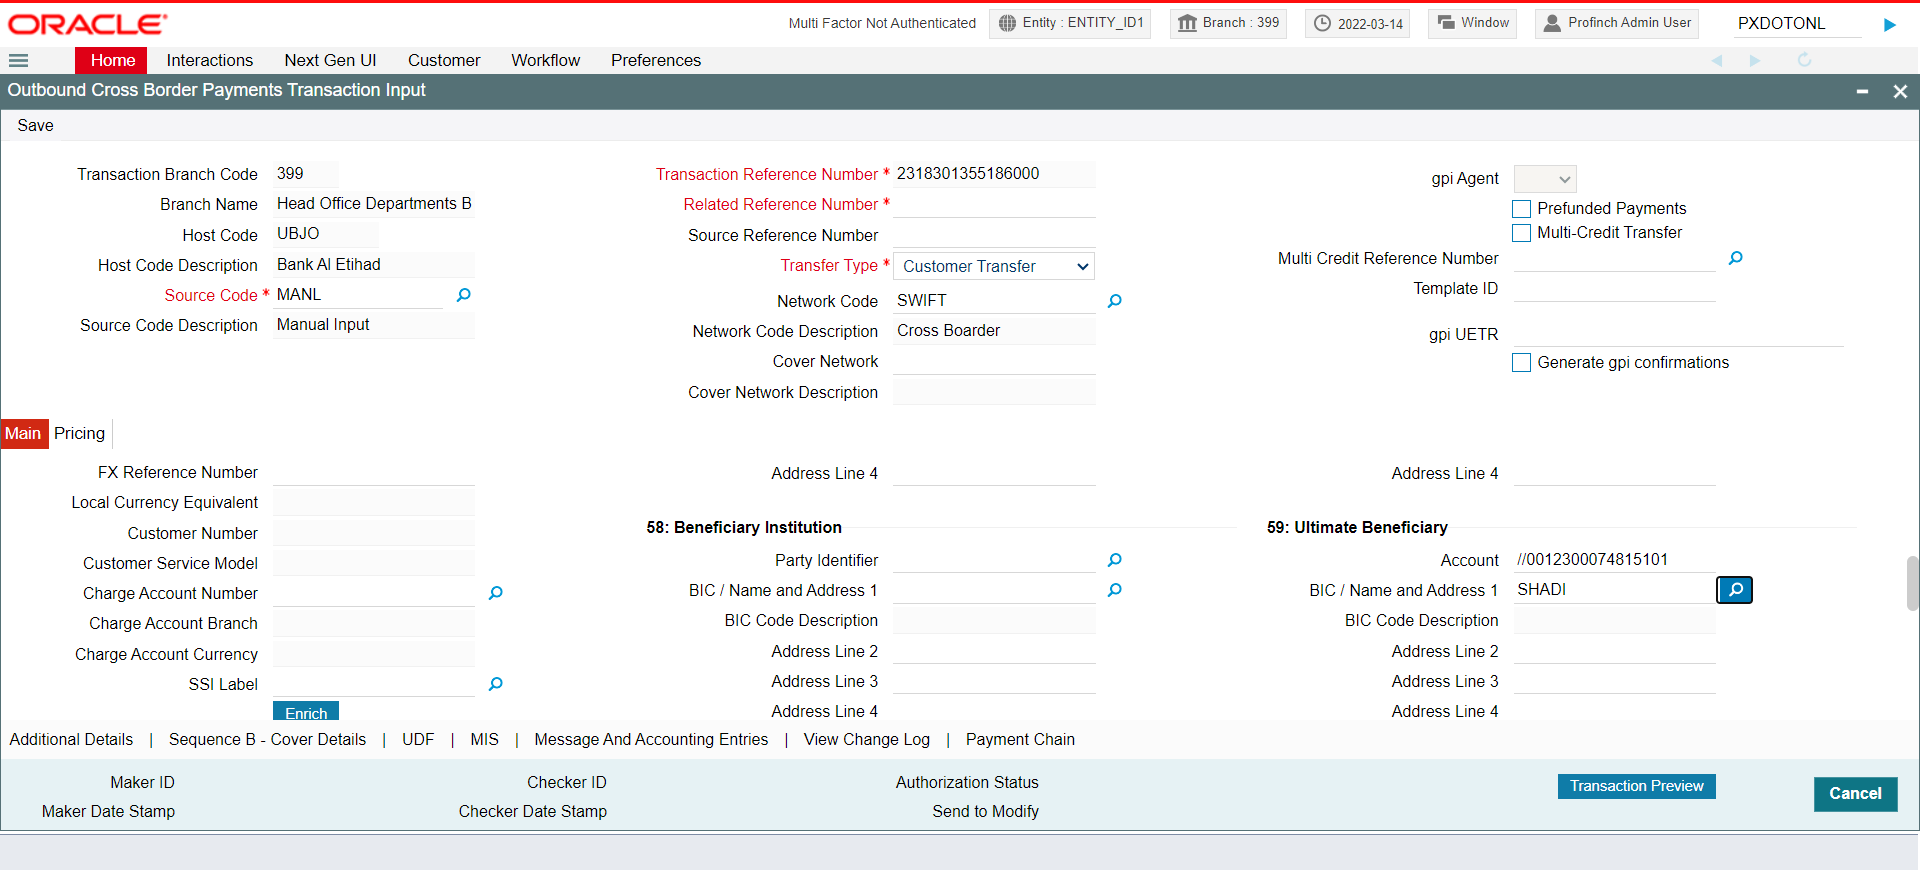 ORACLE
Multi Factor Not Authenticated
Entity : ENTITY_ID1
Branch : 399
2022-03-14
Window
Profinch Admin User
PXDOTONL
Home Interactions Next Gen UI Customer Workflow Preferences
Outbound Cross Border Payments Transaction Input
Save
Transaction Branch Code 399
Branch Name Head Office Departments B
Host Code UBJO
Host Code Description Bank Al Etihad
Source Code * MANL
Source Code Description Manual Input
Transaction Reference Number * 2318301355186000
Related Reference Number *
Source Reference Number
Transfer Type * Customer Transfer
Network Code SWIFT
Network Code Description Cross Boarder
Cover Network
Cover Network Description
gpi Agent
Prefunded Payments
Multi-Credit Transfer
Multi Credit Reference Number
Template ID
gpi UETR
Generate gpi confirmations
Main Pricing
FX Reference Number
Local Currency Equivalent
Customer Number
Customer Service Model
Charge Account Number
Charge Account Branch
Charge Account Currency
SSI Label
Enrich
Address Line 4
58: Beneficiary Institution
Party Identifier
BIC / Name and Address 1
BIC Code Description
Address Line 2
Address Line 3
Address Line 4
Address Line 4
59: Ultimate Beneficiary
Account //0012300074815101
BIC / Name and Address 1 SHADI
BIC Code Description
Address Line 2
Address Line 3
Address Line 4
Additional Details | Sequence B - Cover Details | UDF | MIS | Message And Accounting Entries | View Change Log | Payment Chain
Maker ID
Maker Date Stamp
Checker ID
Checker Date Stamp
Authorization Status
Send to Modify
Transaction Preview
Cancel